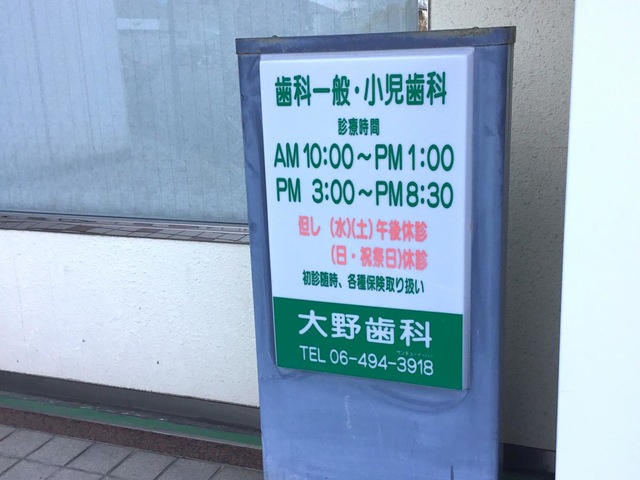 歯科一般・小児歯科
診療時間
AM 10:00〜PM 1:00
PM 3:00〜PM 8:30
但し (水)(土)午後休診
(日・祝祭日)休診
初診随時、各種保険取り扱い
大野歯科
TEL 06-494-3918